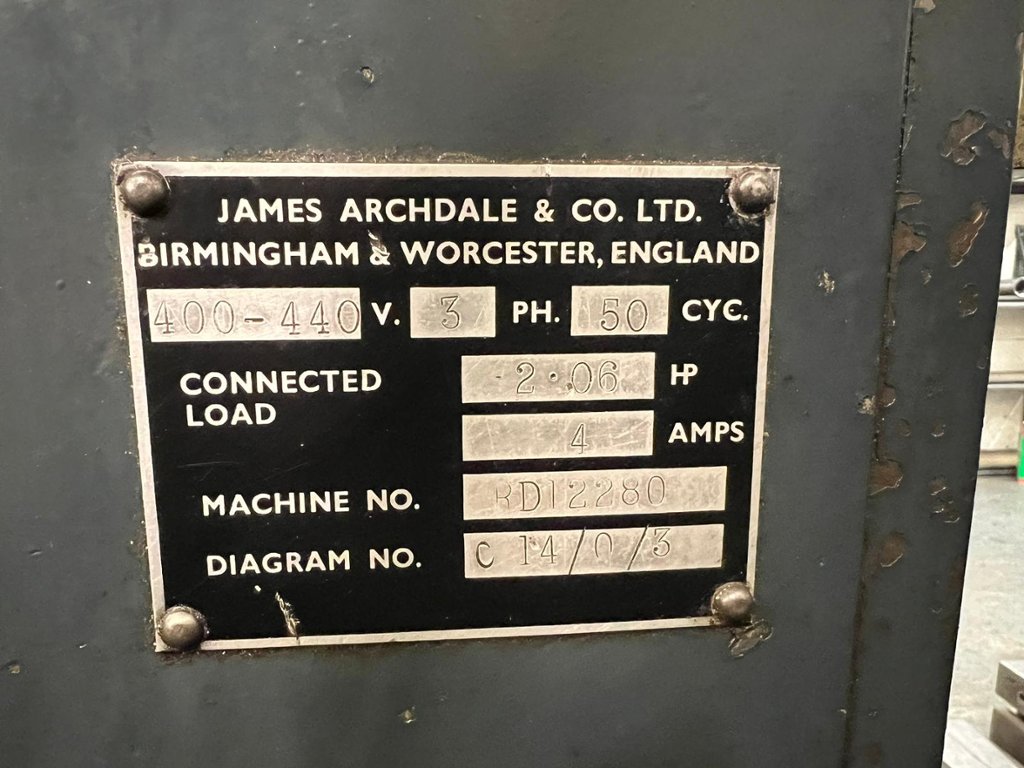 JAMES ARCHDALE & CO. LTD.
BIRMINGHAM & WORCESTER, ENGLAND
400-440 V. 3 PH. 50 CYC.
CONNECTED LOAD
2.06 HP
4 AMPS
MACHINE NO. RD12280
DIAGRAM NO. C 14/0/3